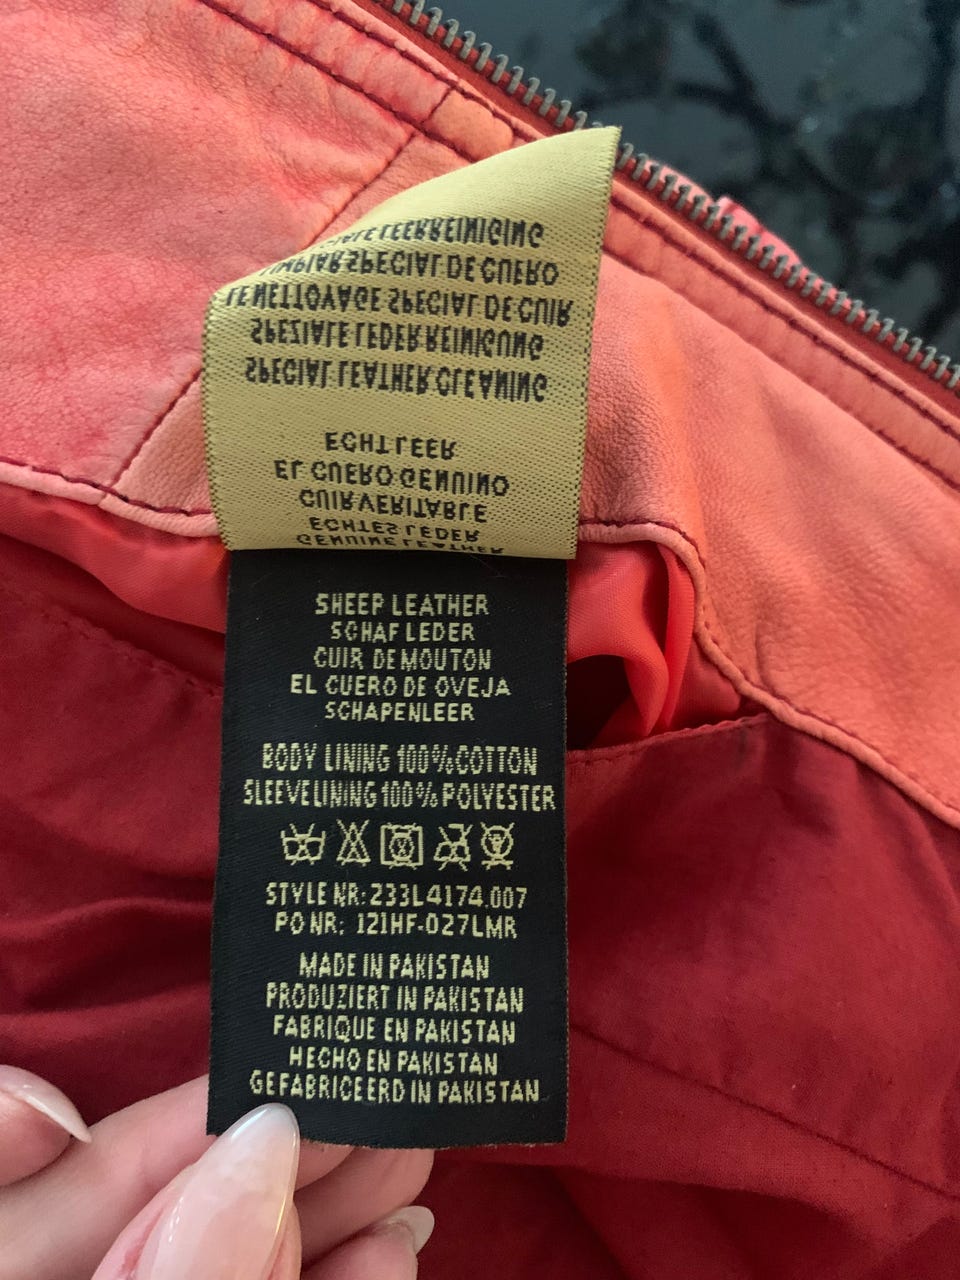 GENUINE LEATHER
ECHTES LEDER
CUIR VERITABLE
EL CUERO GENUINO
ECHT LEER
SPECIAL LEATHER CLEANING
SPEZIALE LEDER REINIGUNG
LE NETTOYAGE SPECIAL DE CUIR
LIMPIAR SPECIAL DE CUERO
LEERREINIGING
SHEEP LEATHER
SCHAF LEDER
CUIR DE MOUTON
EL CUERO DE OVEJA
SCHAPENLEER
BODY LINING 100% COTTON
SLEEVELINING 100% POLYESTER
STYLE NR: 233L4174.007
PO NR: 121HF-027LMR
MADE IN PAKISTAN
PRODUZIERT IN PAKISTAN
FABRIQUE EN PAKISTAN
HECHO EN PAKISTAN
GEFABRICEERD IN PAKISTAN